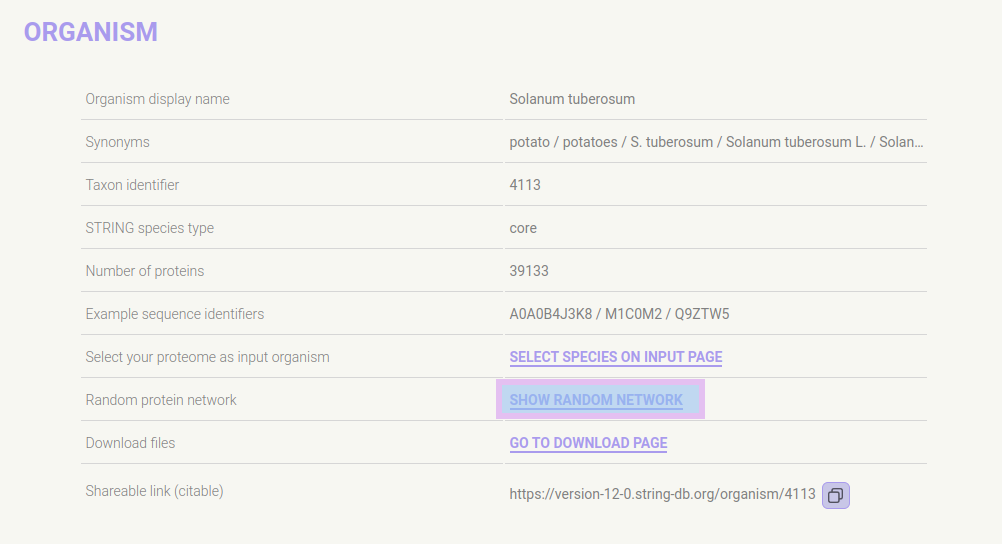 ORGANISM
Organism display name Solanum tuberosum
Synonyms potato / potatoes / S. tuberosum / Solanum tuberosum L. / Solan...
Taxon identifier 4113
STRING species type core
Number of proteins 39133
Example sequence identifiers A0A0B4J3K8 / M1C0M2 / Q9ZTW5
Select your proteome as input organism SELECT SPECIES ON INPUT PAGE
Random protein network SHOW RANDOM NETWORK
Download files GO TO DOWNLOAD PAGE
Shareable link (citable) https://version-12-0.string-db.org/organism/4113